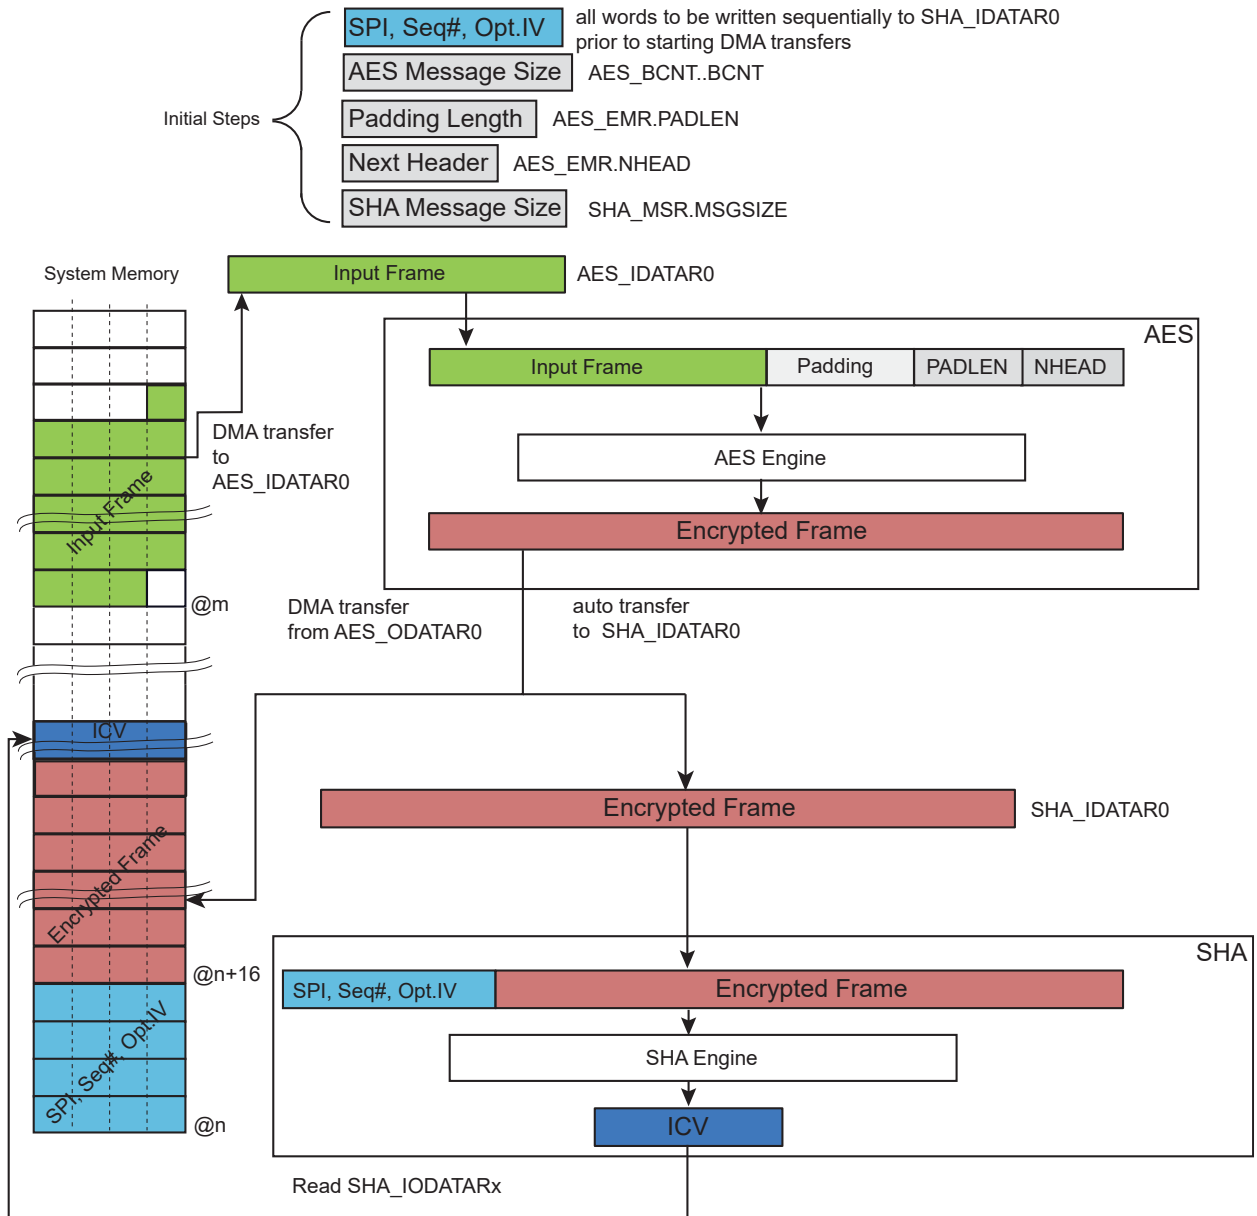 SPI, Seq#, Opt.IV
all words to be written sequentially to SHA_IDATAR0
prior to starting DMA transfers
AES Message Size
AES_BCNT..BCNT
Initial Steps
Padding Length
AES_EMR.PADLEN
Next Header
AES_EMR.NHEAD
SHA Message Size
SHA_MSR.MSGSIZE
System Memory
Input Frame
AES_IDATAR0
AES
Input Frame
Padding
PADLEN
NHEAD
DMA transfer
to
AES_IDATAR0
AES Engine
Input Frame
Encrypted Frame
@m
DMA transfer
from AES_ODATAR0
auto transfer
to SHA_IDATAR0
ICV
Encrypted Frame
SHA_IDATAR0
Encrypted Frame
SHA
@n+16
SPI, Seq#, Opt.IV
Encrypted Frame
SPI, Seq#, Opt.IV
SHA Engine
@n
ICV
Read SHA_IODATARx